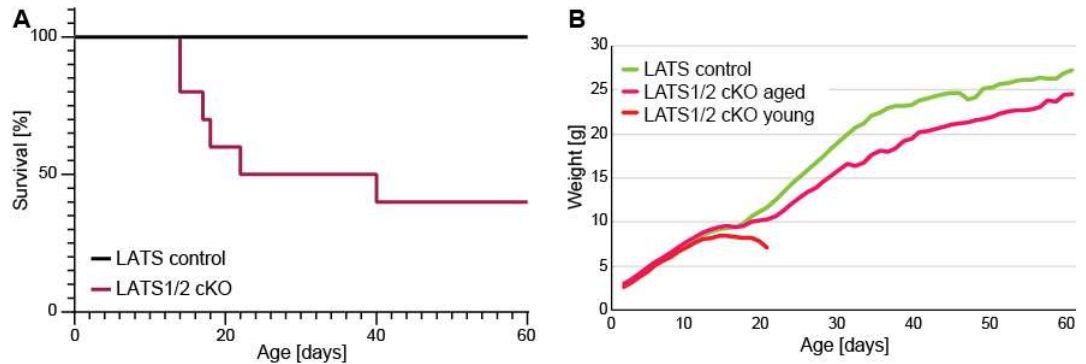 A
100
50
0
Survival [%]
LATS control
LATS1/2 cKO
0
20
40
60
Age [days]
B
30
25
20
15
10
5
0
Weight [g]
LATS control
LATS1/2 cKO aged
LATS1/2 cKO young
0
10
20
30
40
50
60
Age [days]